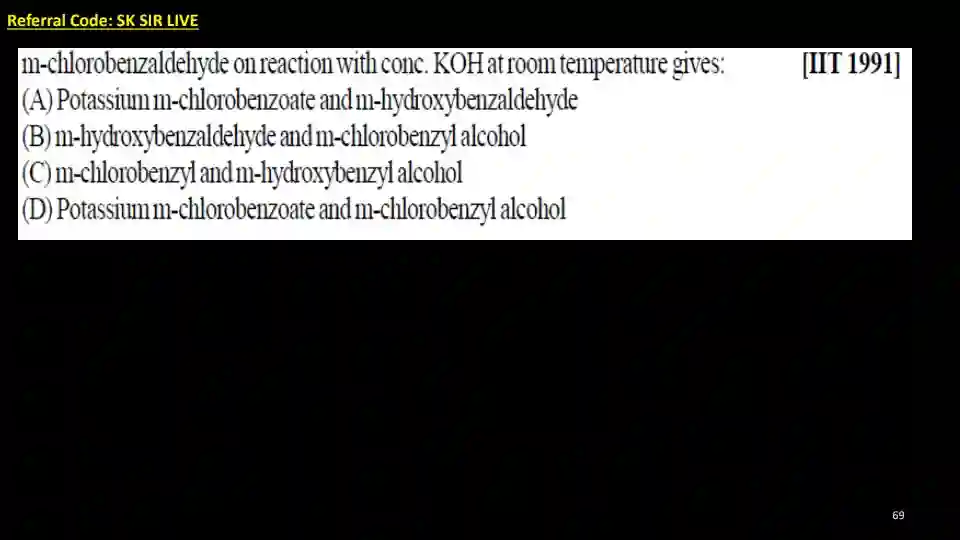 Referral Code: SK SIR LIVE
m-chlorobenzaldehyde on reaction with conc. KOH at room temperature gives: [IIT 1991]
(A) Potassium m-chlorobenzoate and m-hydroxybenzaldehyde
(B) m-hydroxybenzaldehyde and m-chlorobenzyl alcohol
(C) m-chlorobenzyl and m-hydroxybenzyl alcohol
(D) Potassium m-chlorobenzoate and m-chlorobenzyl alcohol
69